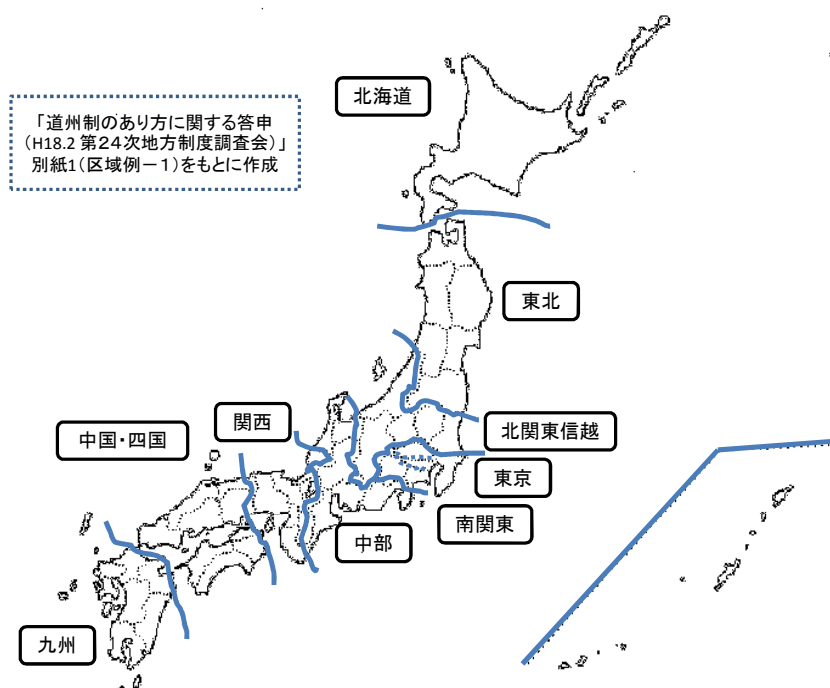 北海道
「道州制のあり方に関する答申
(H18.2 第24次地方制度調査会)」
別紙1(区域例－1)をもとに作成
東北
関西
中国・四国
北関東信越
東京
南関東
中部
九州